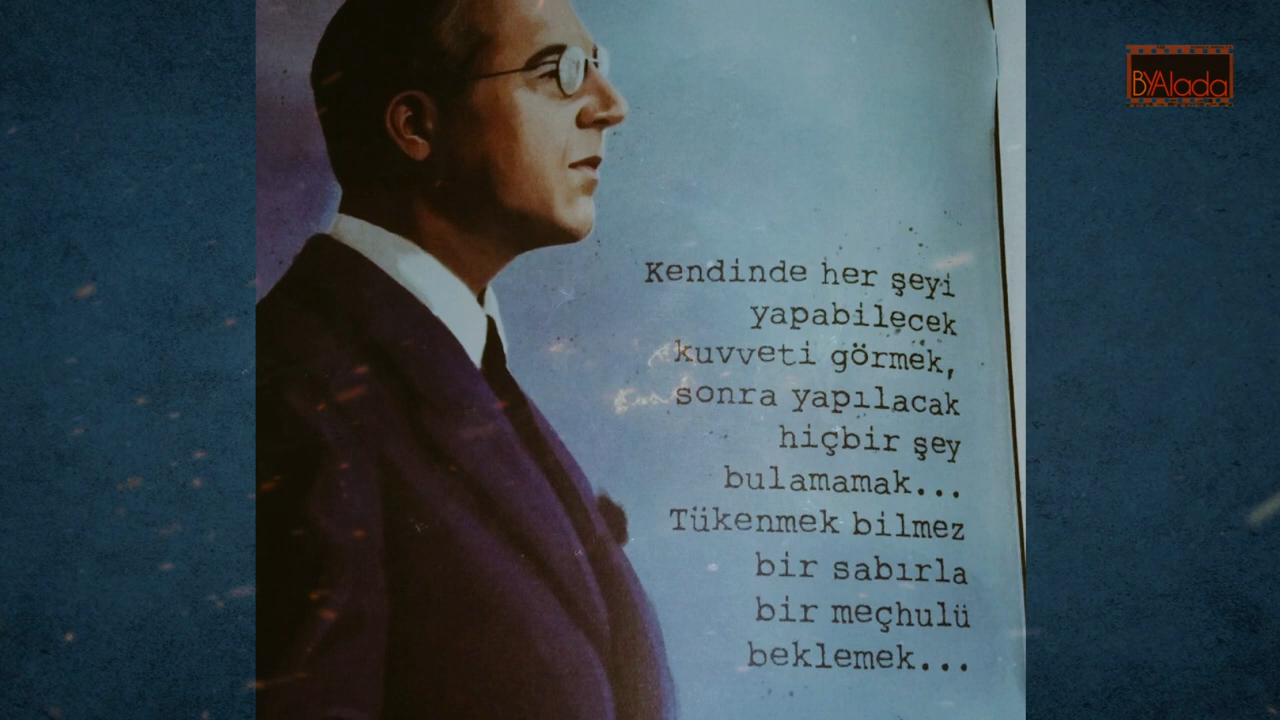 BYAlada
Kendinde her şeyi
yapabilecek
kuvveti görmek,
sonra yapılacak
hiçbir şey
bulamamak...
Tükenmek bilmez
bir sabırla
bir meçhulü
beklemek...